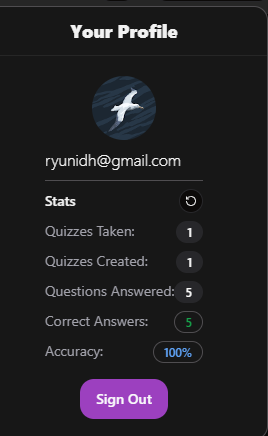 Your Profile
ryunidh@gmail.com
Stats
Quizzes Taken: 1
Quizzes Created: 1
Questions Answered: 5
Correct Answers: 5
Accuracy: 100%
Sign Out